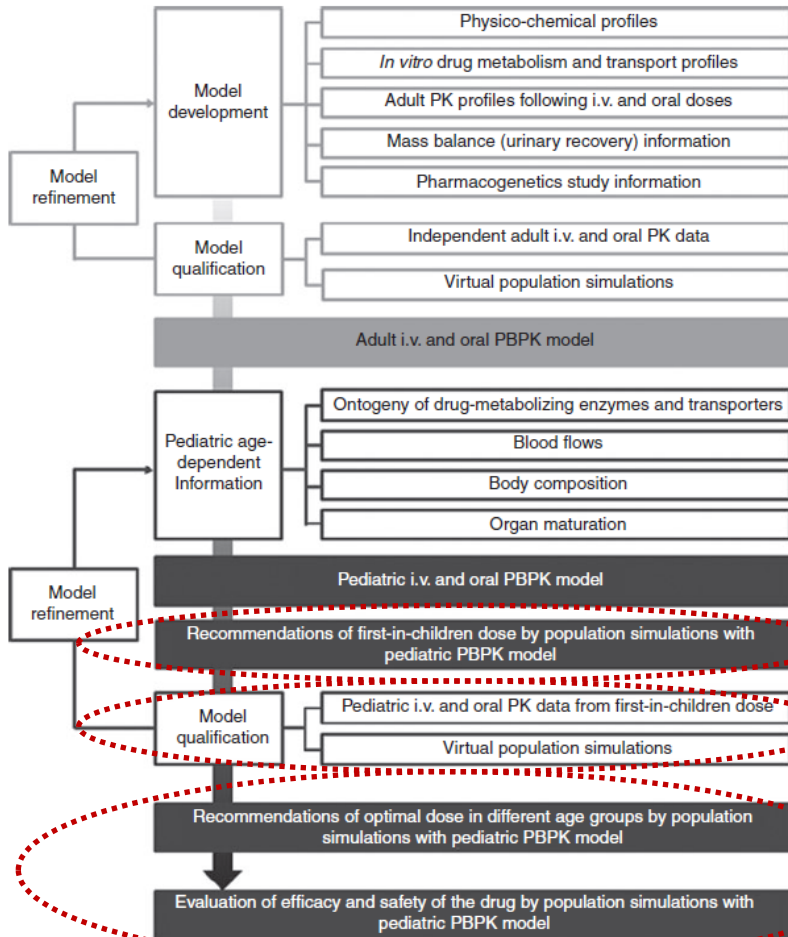 Physico-chemical profiles
In vitro drug metabolism and transport profiles
Model
development
Adult PK profiles following i.v. and oral doses
Mass balance (urinary recovery) information
Model
refinement
Pharmacogenetics study information
Model
qualification
Independent adult i.v. and oral PK data
Virtual population simulations
Adult i.v. and oral PBPK model
Ontogeny of drug-metabolizing enzymes and transporters
Pediatric age-
dependent
Information
Blood flows
Body composition
Organ maturation
Pediatric i.v. and oral PBPK model
Model
refinement
Recommendations of first-in-children dose by population simulations with
pediatric PBPK model
Model
qualification
Pediatric i.v. and oral PK data from first-in-children dose
Virtual population simulations
Recommendations of optimal dose in different age groups by population
simulations with pediatric PBPK model
Evaluation of efficacy and safety of the drug by population simulations with
pediatric PBPK model